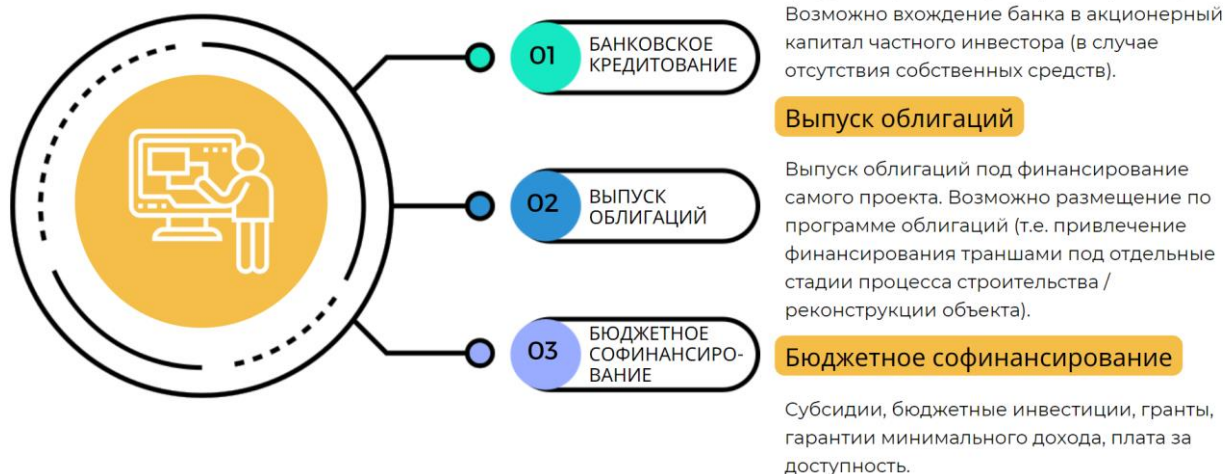 01
БАНКОВСКОЕ
КРЕДИТОВАНИЕ
02
ВЫПУСК
ОБЛИГАЦИЙ
03
БЮДЖЕТНОЕ
СОФИНАНСИРО-
ВАНИЕ
Возможно вхождение банка в акционерный
капитал частного инвестора (в случае
отсутствия собственных средств).
Выпуск облигаций
Выпуск облигаций под финансирование
самого проекта. Возможно размещение по
программе облигаций (т.е. привлечение
финансирования траншами под отдельные
стадии процесса строительства /
реконструкции объекта).
Бюджетное софинансирование
Субсидии, бюджетные инвестиции, гранты,
гарантии минимального дохода, плата за
доступность.